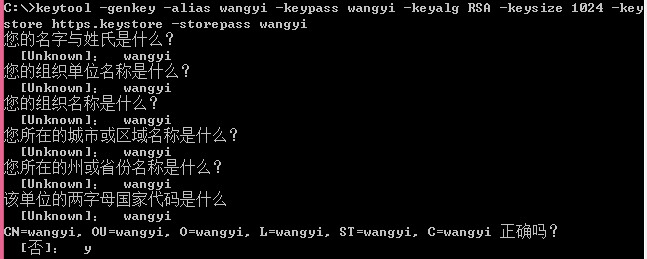 C:\>keytool -genkey -alias wangyi -keypass wangyi -keyalg RSA -keysize 1024 -key
store https.keystore -storepass wangyi
您的名字与姓氏是什么？
[Unknown]： wangyi
您的组织单位名称是什么？
[Unknown]： wangyi
您的组织名称是什么？
[Unknown]： wangyi
您所在的城市或区域名称是什么？
[Unknown]： wangyi
您所在的州或省份名称是什么？
[Unknown]： wangyi
该单位的两字母国家代码是什么
[Unknown]： wangyi
CN=wangyi, OU=wangyi, O=wangyi, L=wangyi, ST=wangyi, C=wangyi 正确吗？
[否]： y